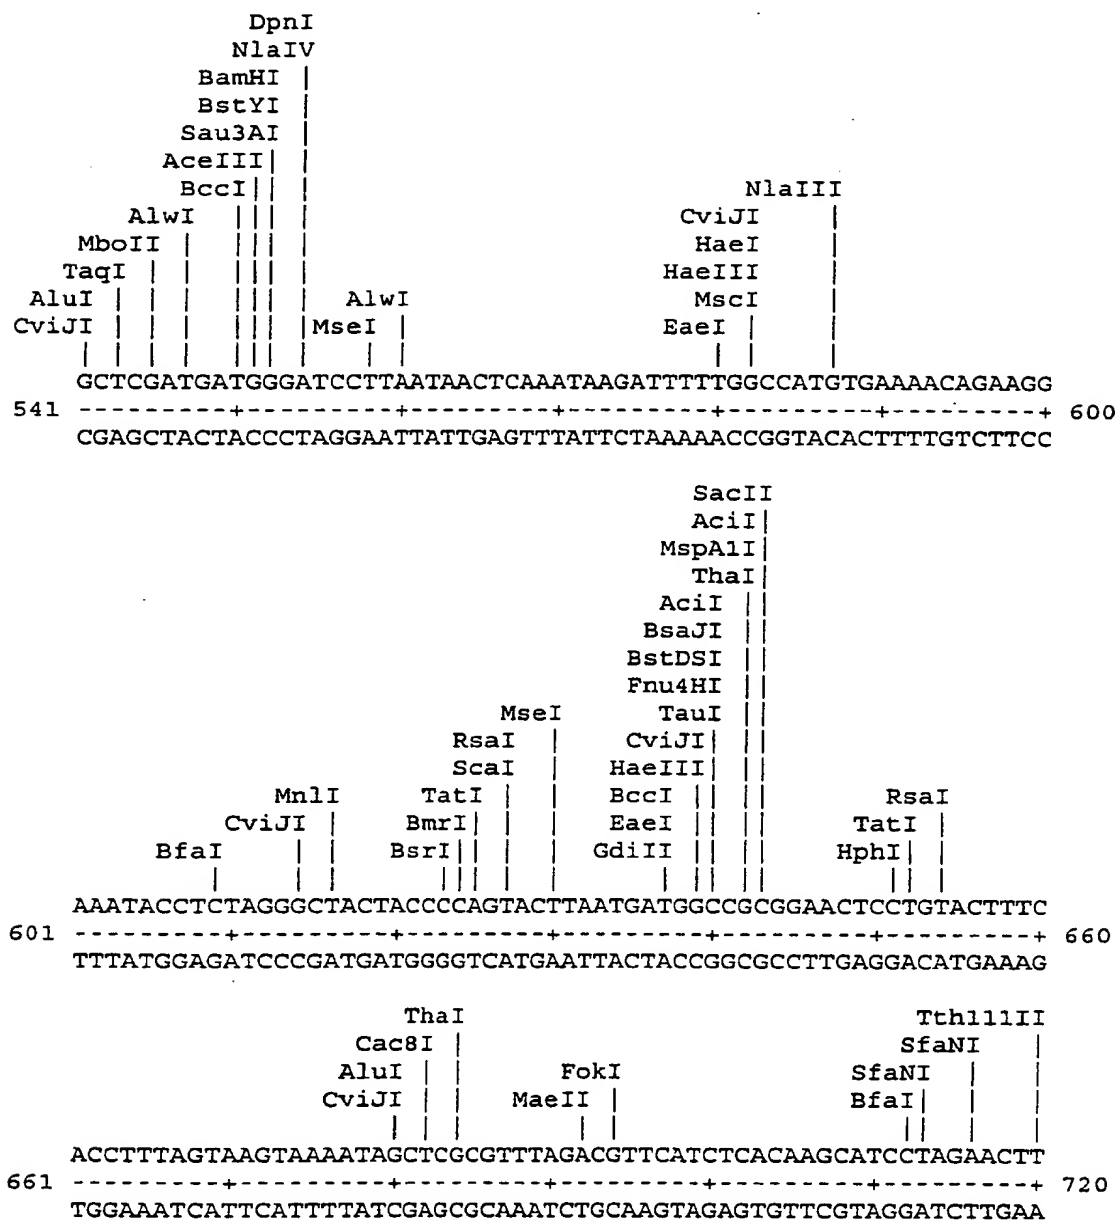 DpnI
NlaIV
BamHI
BstYI
Sau3AI
AceIII
BccI NlaIII
AlwI CviJI
MboII HaeI
TaqI HaeIII
AluI AlwI MscI
CviJI MseI EaeI
GCTCGATGATGGGATCCTTAATAACTCAAATAAGATTTTTGGCCATGTGAAAACAGAAGG
541 ---------+---------+---------+---------+---------+---------+ 600
CGAGCTACTACCCTAGGAATTATTGAGTTTATTCTAAAAACCGGTACACTTTTGTCTTCC
SacII
AciI
MspA1I
ThaI
AciI
BsaJI
BstDSI
Fnu4HI
MseI TauI
RsaI CviJI
ScaI HaeIII
MnlI TatI BccI RsaI
CviJI BmrI EaeI TatI
BfaI BsrI GdiII HphI
AAATACCTCTAGGGCTACTACCCCAGTACTTAATGATGGCCGCGGAACTCCTGTACTTTC
601 ---------+---------+---------+---------+---------+---------+ 660
TTTATGGAGATCCCGATGATGGGGTCATGAATTACTACCGGCGCCTTGAGGACATGAAAG
ThaI Tth111II
Cac8I SfaNI
AluI FokI SfaNI
CviJI MaeII BfaI
ACCTTTAGTAAGTAAAATAGCTCGCGTTTAGACGTTCATCTCACAAGCATCCTAGAACTT
661 ---------+---------+---------+---------+---------+---------+ 720
TGGAAATCATTCATTTTATCGAGCGCAAATCTGCAAGTAGAGTGTTCGTAGGATCTTGAA